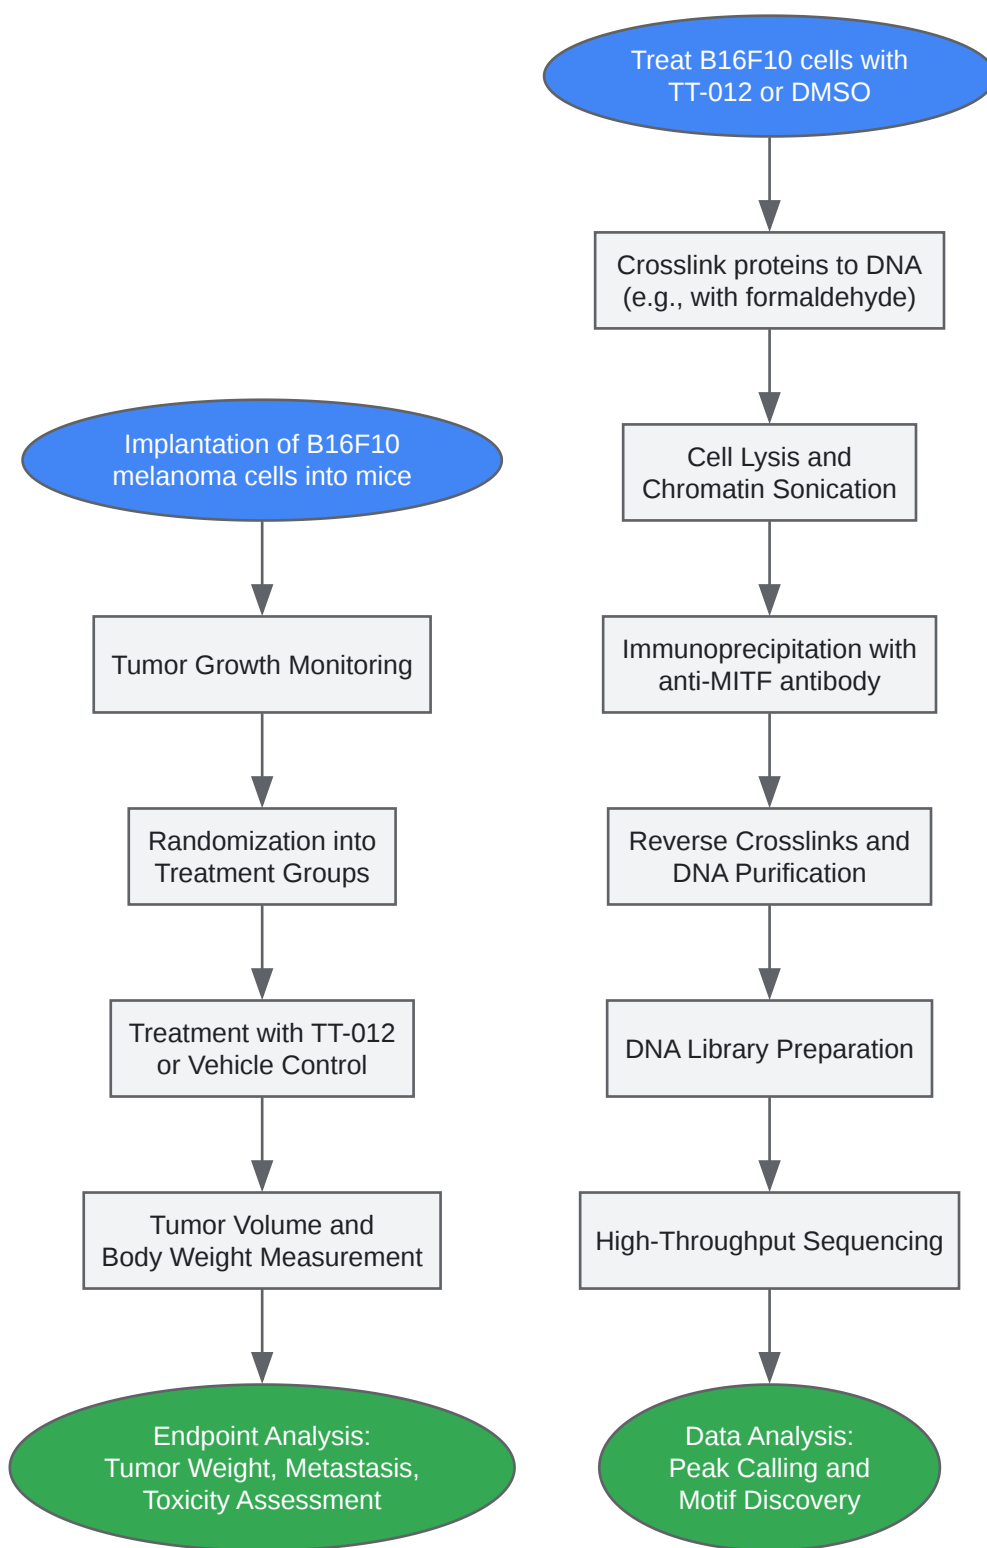 Implantation of B16F10
melanoma cells into mice
Tumor Growth Monitoring
Randomization into
Treatment Groups
Treatment with TT-012
or Vehicle Control
Tumor Volume and
Body Weight Measurement
Endpoint Analysis:
Tumor Weight, Metastasis,
Toxicity Assessment
Treat B16F10 cells with
TT-012 or DMSO
Crosslink proteins to DNA
(e.g., with formaldehyde)
Cell Lysis and
Chromatin Sonication
Immunoprecipitation with
anti-MITF antibody
Reverse Crosslinks and
DNA Purification
DNA Library Preparation
High-Throughput Sequencing
Data Analysis:
Peak Calling and
Motif Discovery